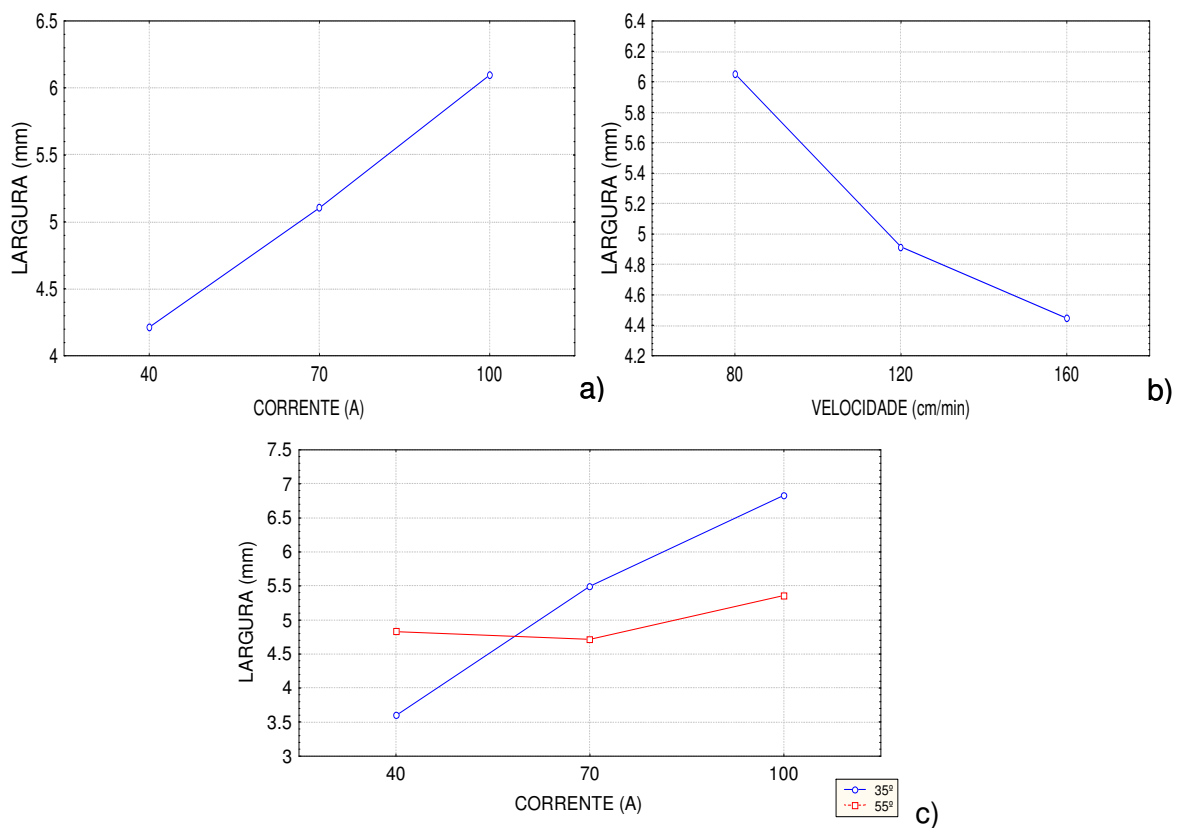 LARGURA (mm)
6.5
6
5.5
5
4.5
4
40 70 100
CORRENTE (A)
a)
LARGURA (mm)
6.4
6.2
6
5.8
5.6
5.4
5.2
5
4.8
4.6
4.4
4.2
80 120 160
VELOCIDADE (cm/min)
b)
LARGURA (mm)
7.5
7
6.5
6
5.5
5
4.5
4
3.5
3
40 70 100
CORRENTE (A)
35º
55º
c)